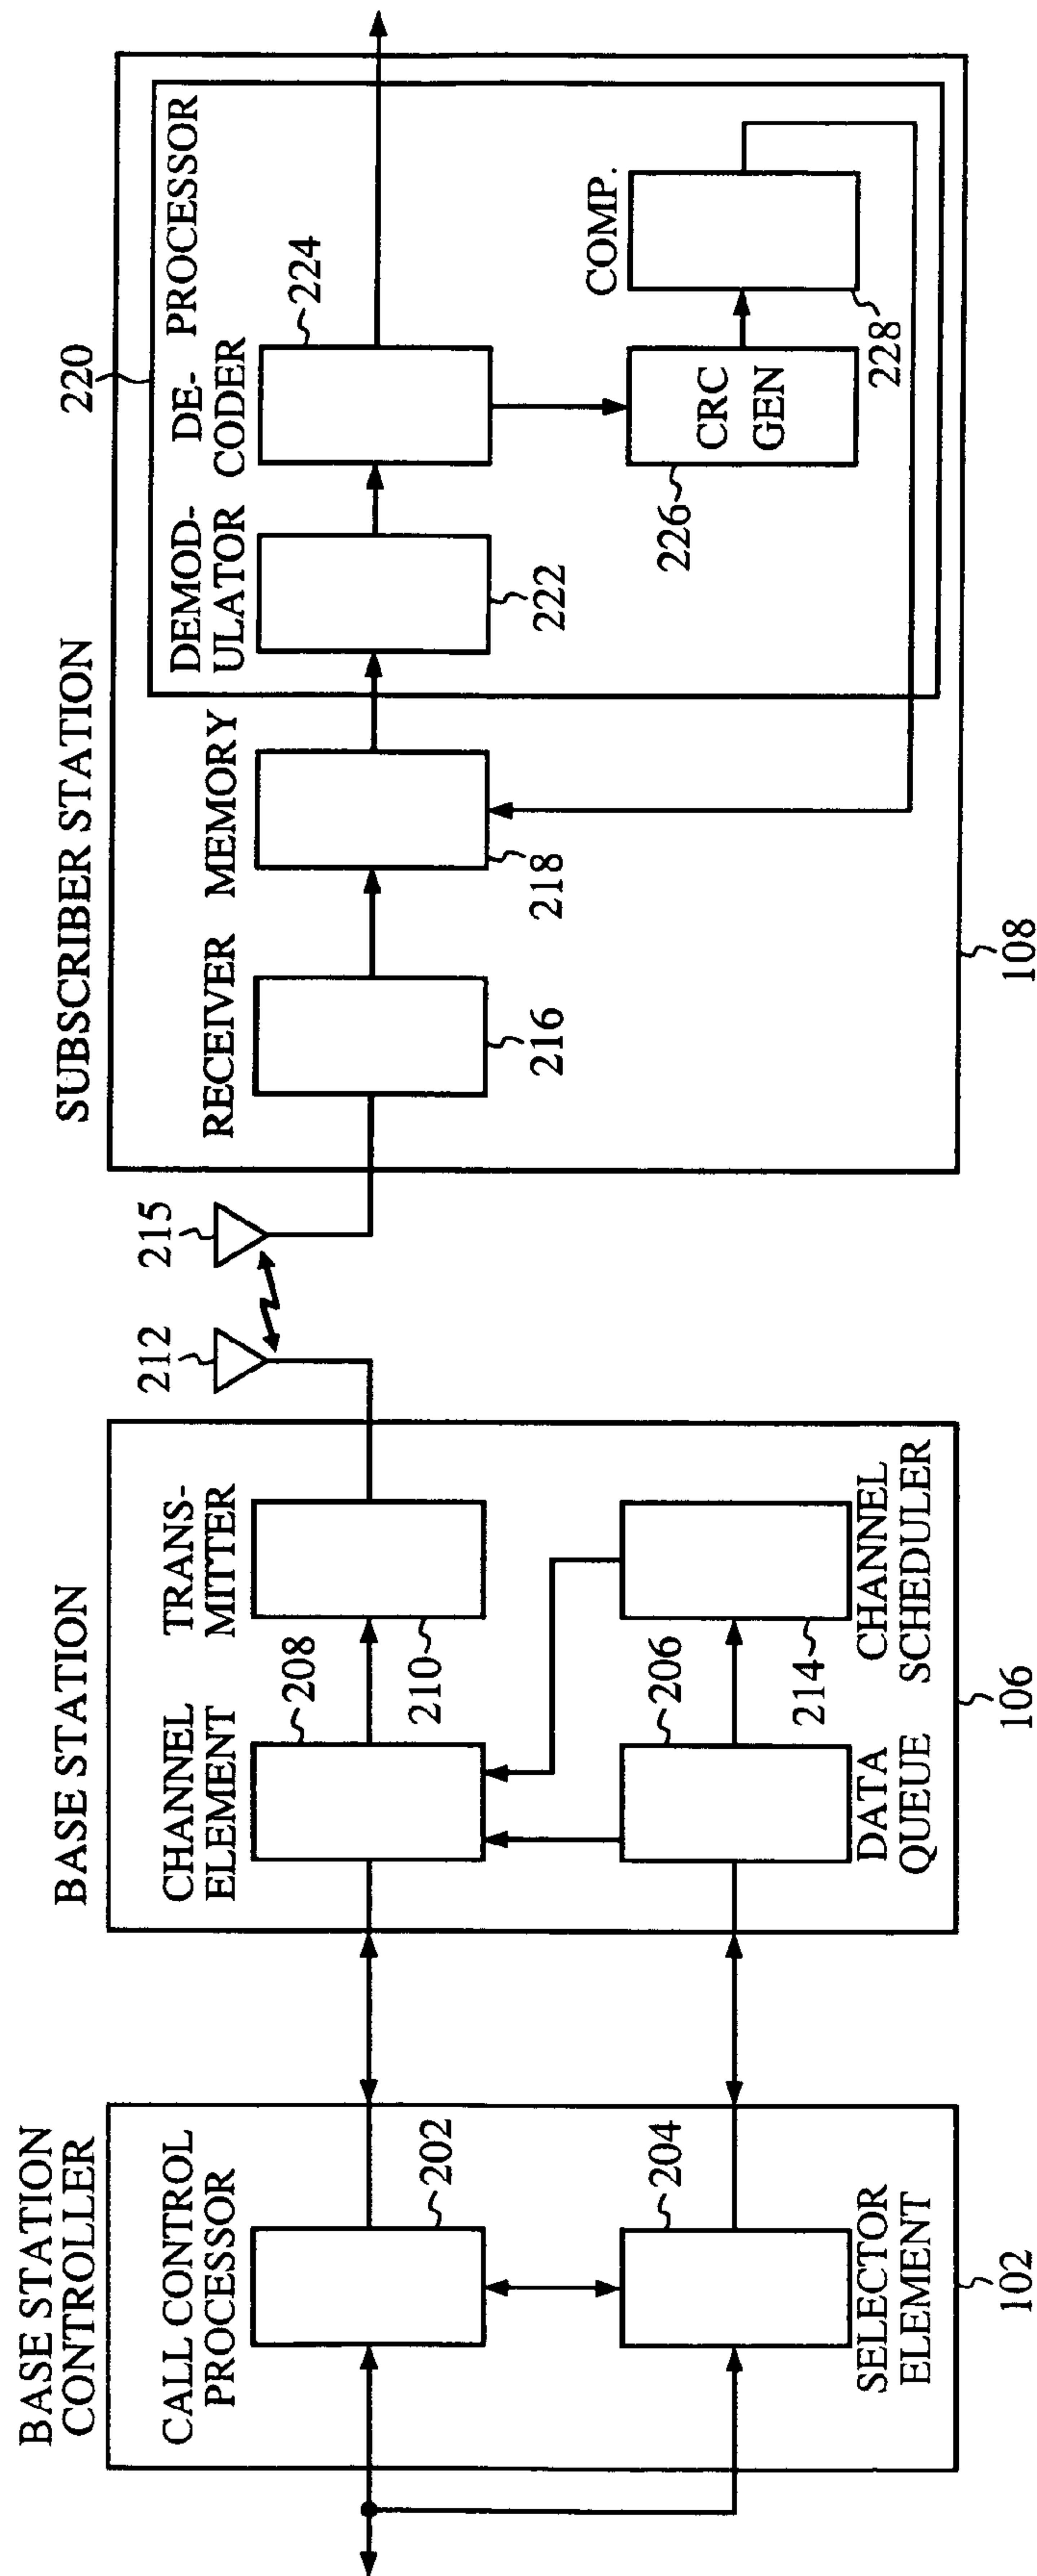 BASE STATION
CONTROLLER
CALL CONTROL
PROCESSOR
202
204
SELECTOR
ELEMENT
102
BASE STATION
CHANNEL
ELEMENT
208
TRANS-
MITTER
210
206
DATA
QUEUE
214
CHANNEL
SCHEDULER
106
212
215
SUBSCRIBER STATION
RECEIVER
216
MEMORY
218
220
DEMOD-
ULATOR
222
DE-
CODER
224
PROCESSOR
226
CRC
GEN
COMP.
228
108